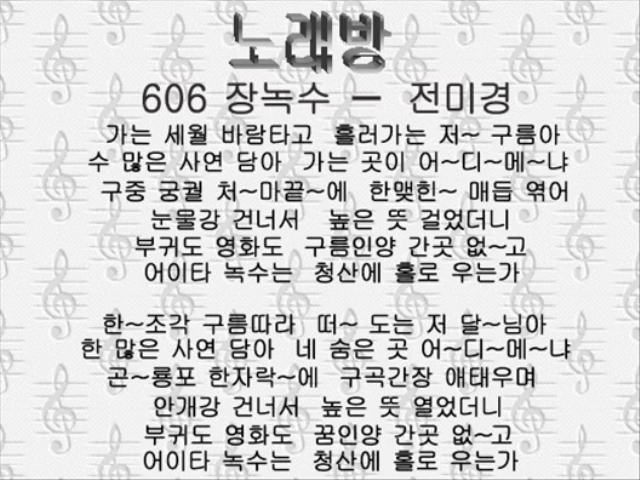 노래방
606 장녹수 - 전미경
가는 세월 바람타고 흘러가는 저~ 구름아
수 많은 사연 담아 가는 곳이 어~디~메~냐
구중 궁궐 처~마끝~에 한맺힌~ 매듭 엮어
눈물강 건너서 높은 뜻 걸었더니
부귀도 영화도 구름인양 간곳 없~고
어이타 녹수는 청산에 홀로 우는가
한~조각 구름따라 떠~ 도는 저 달~님아
한 많은 사연 담아 네 숨은 곳 어~디~메~냐
곤~룡포 한자락~에 구곡간장 애태우며
안개강 건너서 높은 뜻 열었더니
부귀도 영화도 꿈인양 간곳 없~고
어이타 녹수는 청산에 홀로 우는가